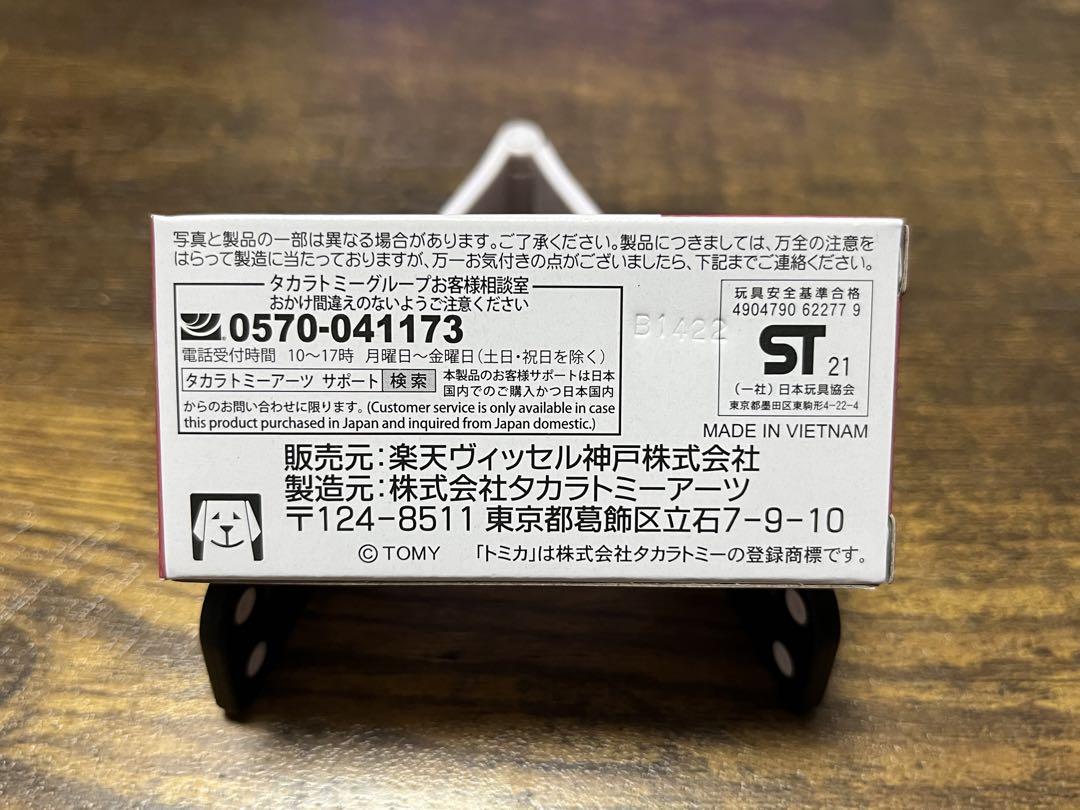 写真と製品の一部は異なる場合があります。ご了承ください。製品につきましては、万全の注意を
はらって製造に当たっておりますが、万一お気付きの点がございましたら、下記までご連絡ください。
タカラトミーグループお客様相談室
おかけ間違えのないようご注意ください
0570-041173
電話受付時間 10〜17時 月曜日〜金曜日(土日・祝日を除く)
タカラトミーアーツ サポート 検索 本製品のお客様サポートは日本
国内でのご購入かつ日本国内
からのお問い合わせに限ります。(Customer service is only available in case
this product purchased in Japan and inquired from Japan domestic.)
B1422
玩具安全基準合格
4904790 62277 9
ST 21
(一社)日本玩具協会
東京都墨田区東駒形4-22-4
MADE IN VIETNAM
販売元:楽天ヴィッセル神戸株式会社
製造元:株式会社タカラトミーアーツ
〒124-8511 東京都葛飾区立石7-9-10
© TOMY 「トミカ」は株式会社タカラトミーの登録商標です。